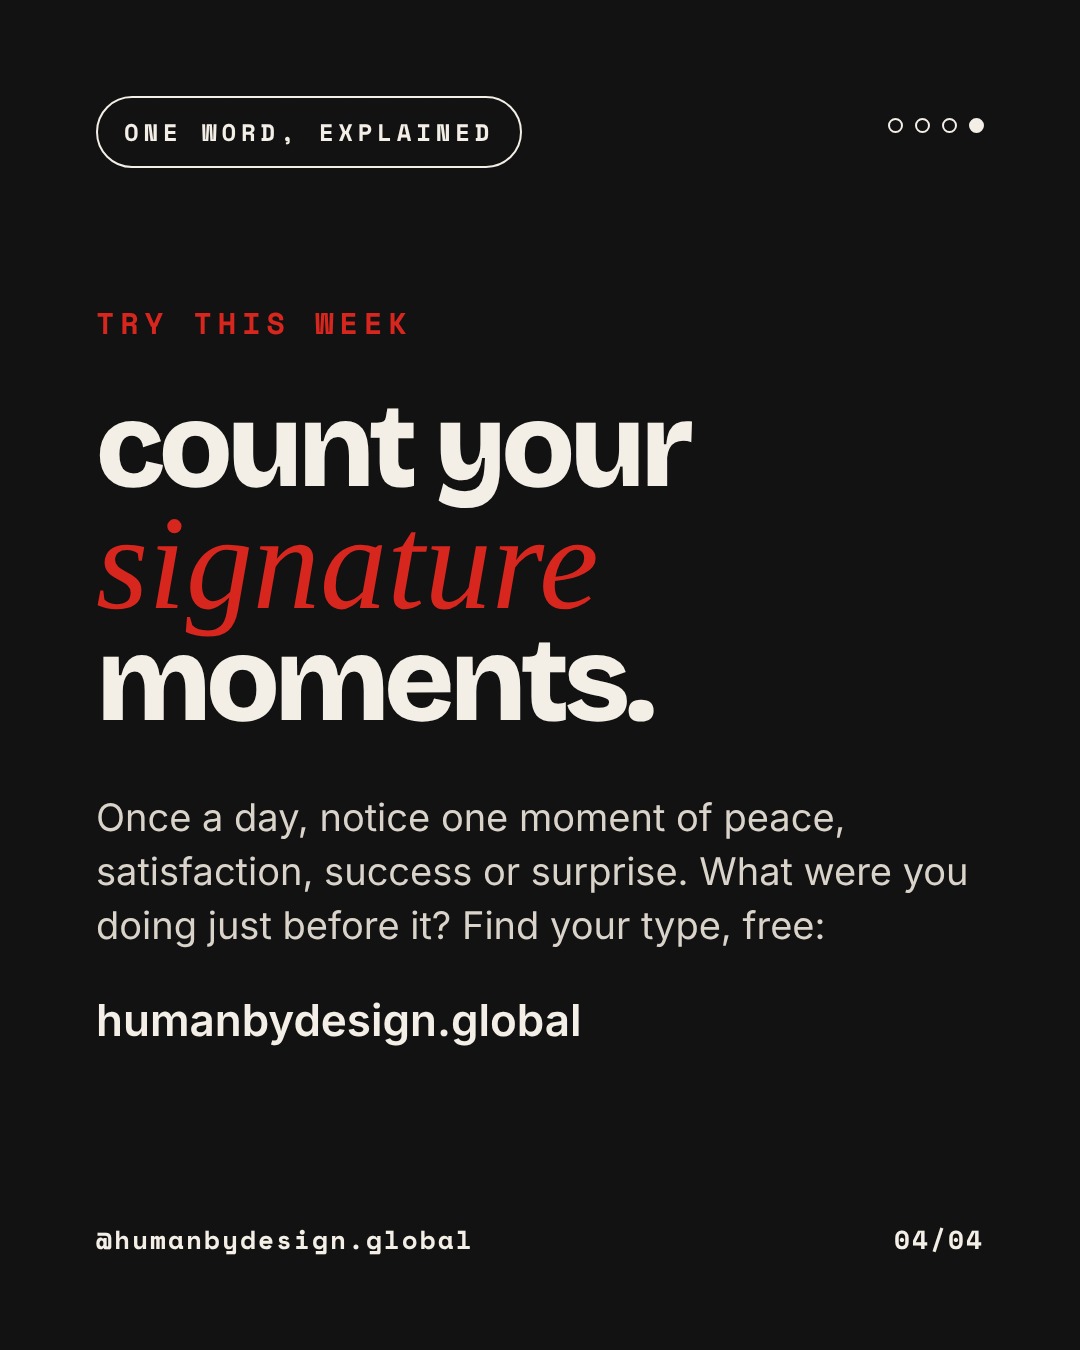 ONE WORD, EXPLAINED
TRY THIS WEEK
count your
signature
moments.
Once a day, notice one moment of peace,
satisfaction, success or surprise. What were you
doing just before it? Find your type, free:
humanbydesign.global
@humanbydesign.global
04/04